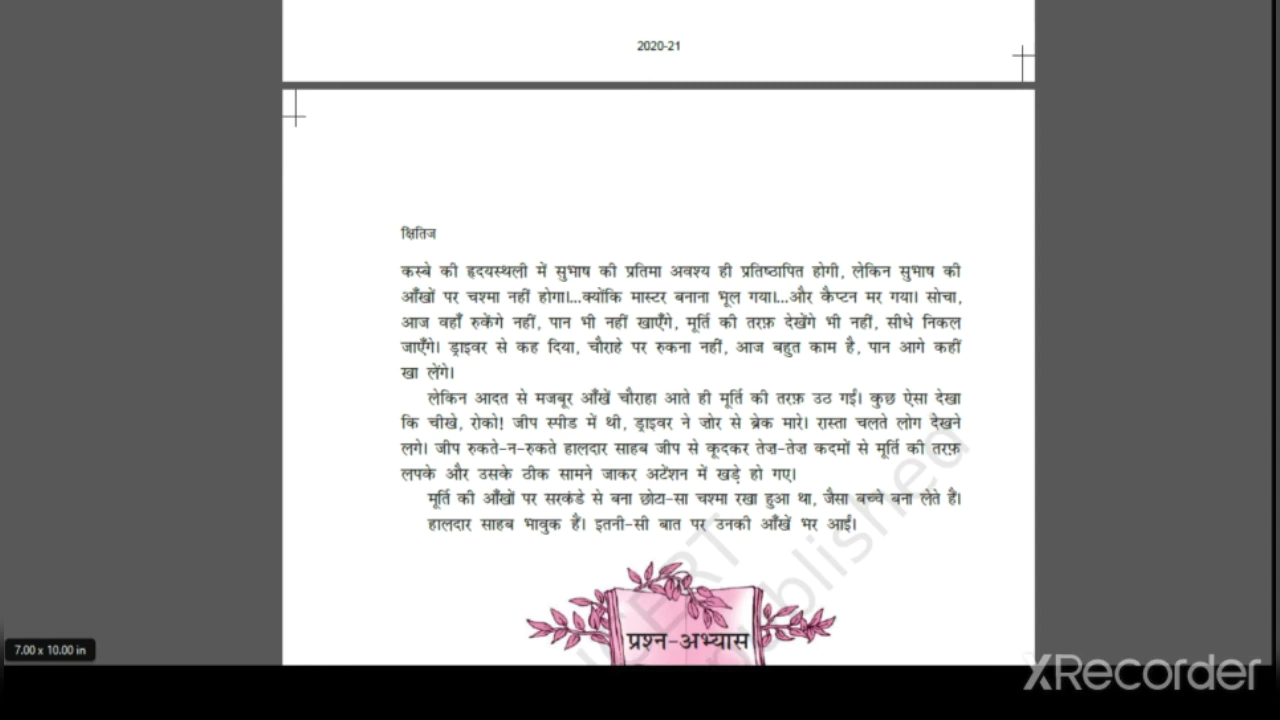 2020-21
क्षितिज
कस्बे की हृदयस्थली में सुभाष की प्रतिमा अवश्य ही प्रतिष्ठापित होगी, लेकिन सुभाष की
आँखों पर चश्मा नहीं होगा।...क्योंकि मास्टर बनाना भूल गया।...और कैप्टन मर गया। सोचा,
आज वहाँ रुकेंगे नहीं, पान भी नहीं खाएँगे, मूर्ति की तरफ़ देखेंगे भी नहीं, सीधे निकल
जाएँगे। ड्राइवर से कह दिया, चौराहे पर रुकना नहीं, आज बहुत काम है, पान आगे कहीं
खा लेंगे।
लेकिन आदत से मजबूर आँखें चौराहा आते ही मूर्ति की तरफ़ उठ गईं। कुछ ऐसा देखा
कि चीखे, रोको! जीप स्पीड में थी, ड्राइवर ने ज़ोर से ब्रेक मारे। रास्ता चलते लोग देखने
लगे। जीप रुकते-न-रुकते हालदार साहब जीप से कूदकर तेज़-तेज़ कदमों से मूर्ति की तरफ़
लपके और उसके ठीक सामने जाकर अटेंशन में खड़े हो गए।
मूर्ति की आँखों पर सरकंडे से बना छोटा-सा चश्मा रखा हुआ था, जैसा बच्चे बना लेते हैं।
हालदार साहब भावुक हैं। इतनी-सी बात पर उनकी आँखें भर आईं।
प्रश्न-अभ्यास
7.00 x 10.00 in
XRecorder